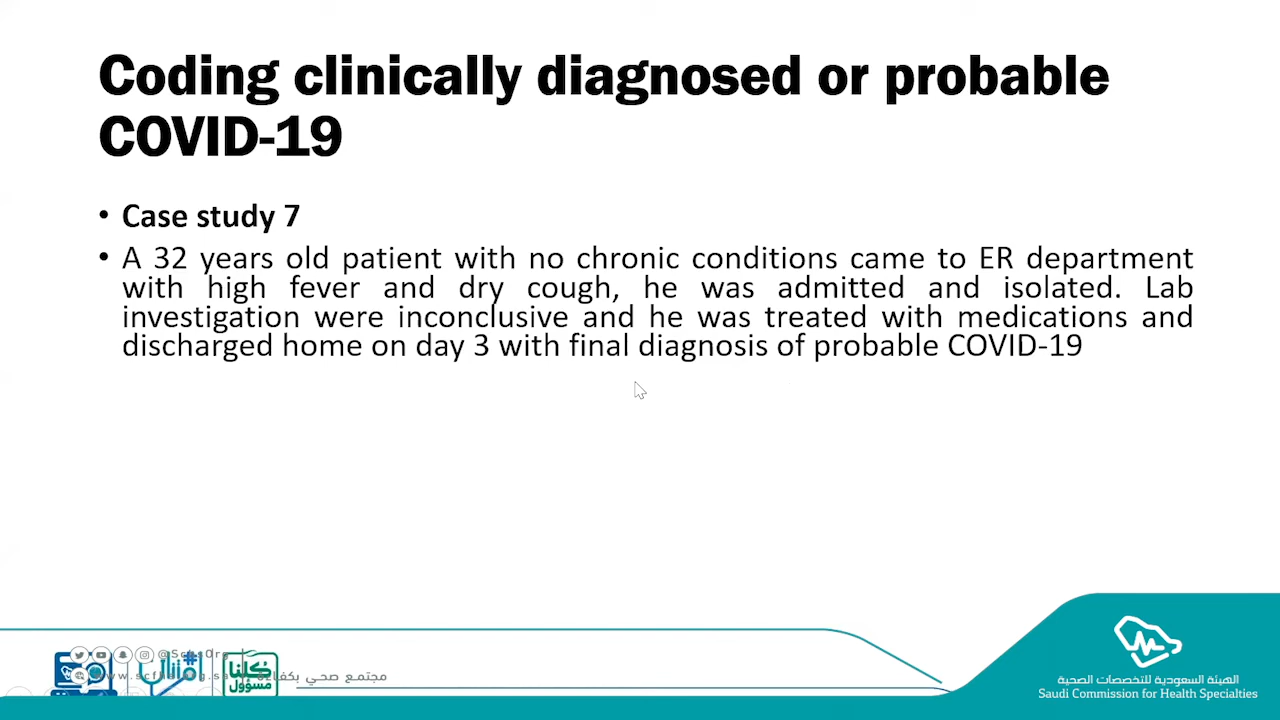 Coding clinically diagnosed or probable
COVID-19
• Case study 7
• A 32 years old patient with no chronic conditions came to ER department
with high fever and dry cough, he was admitted and isolated. Lab
investigation were inconclusive and he was treated with medications and
discharged home on day 3 with final diagnosis of probable COVID-19
كلنا
مسؤول
مجتمع صحي بكفاءة
الهيئة السعودية للتخصصات الصحية
Saudi Commission for Health Specialties